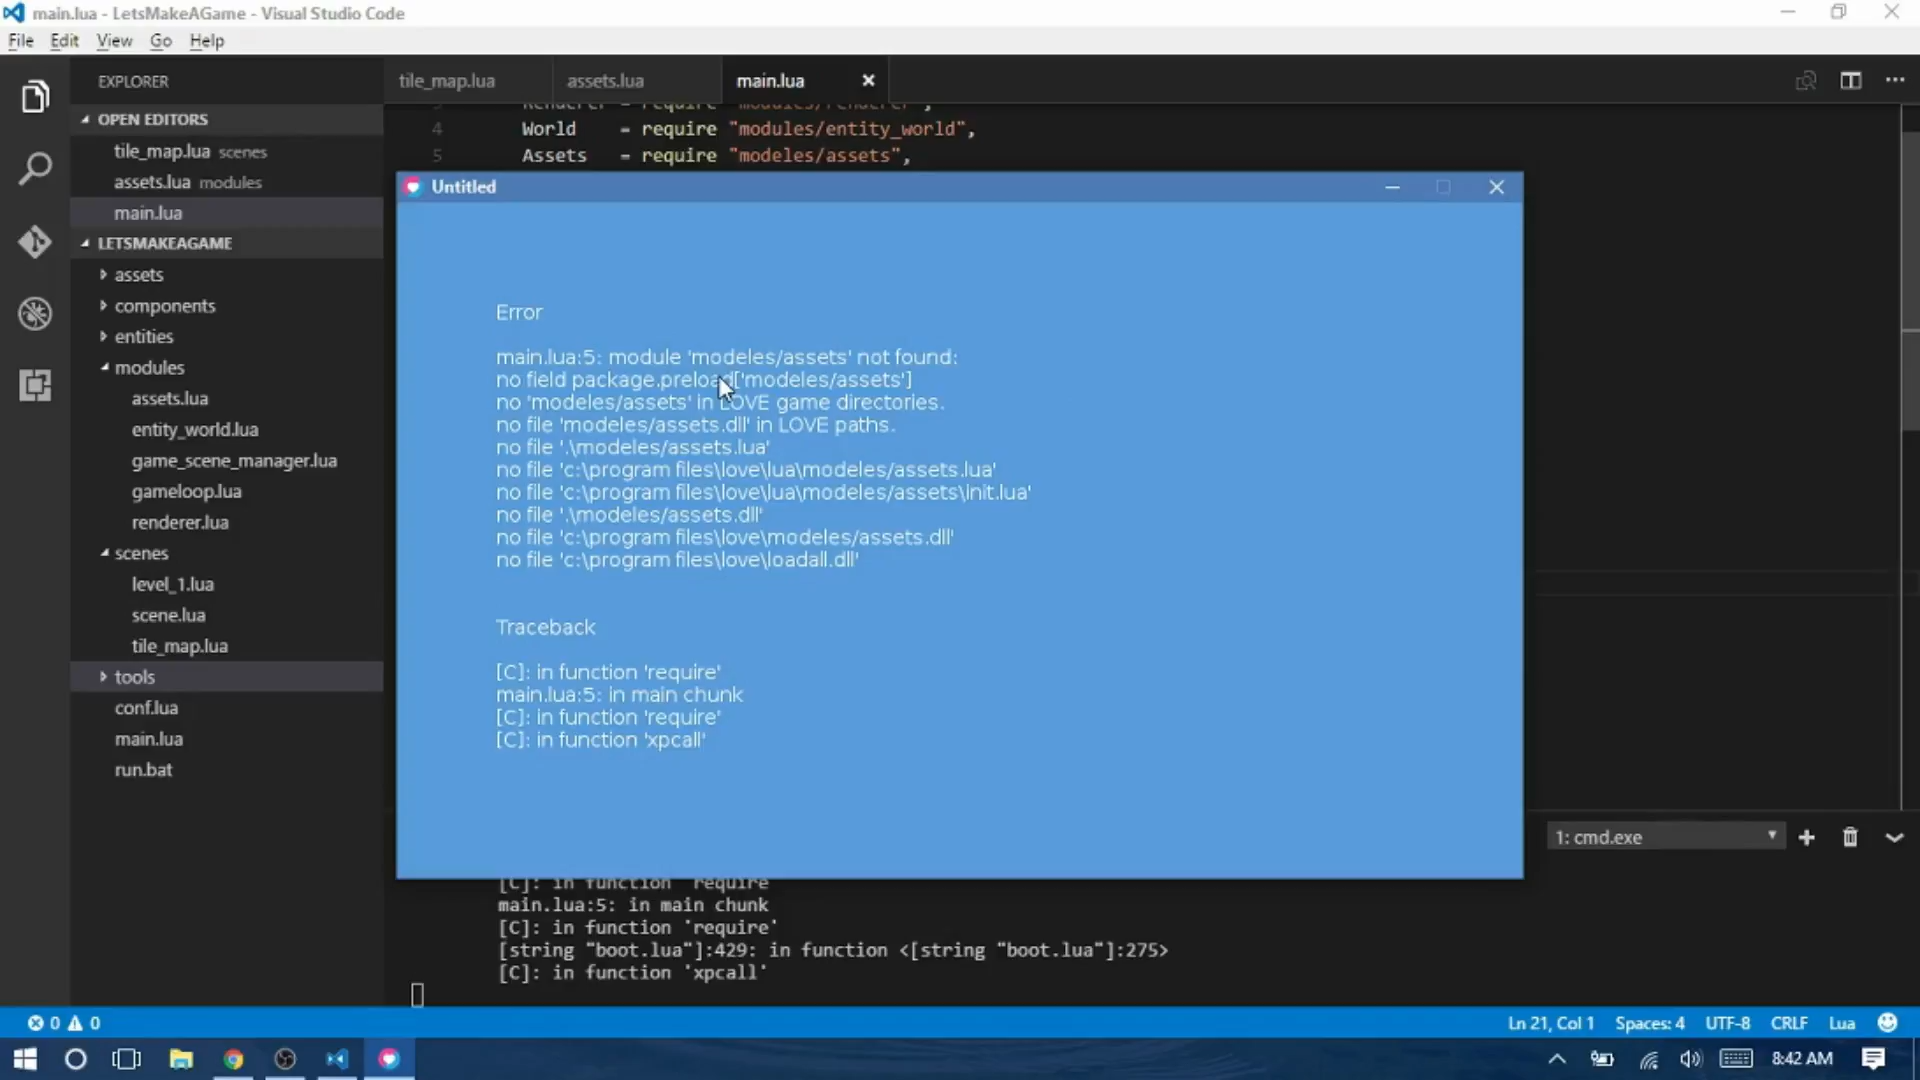 main.lua - LetsMakeAGame - Visual Studio Code
File Edit View Go Help
EXPLORER
tile_map.lua assets.lua main.lua
OPEN EDITORS
tile_map.lua scenes
assets.lua modules
main.lua
LETSMAKEAGAME
assets
components
entities
modules
assets.lua
entity_world.lua
game_scene_manager.lua
gameloop.lua
renderer.lua
scenes
level_1.lua
scene.lua
tile_map.lua
tools
conf.lua
main.lua
run.bat
3 Renderer = require "modules/renderer",
4 World = require "modules/entity_world",
5 Assets = require "modeles/assets",
Untitled
Error
main.lua:5: module 'modeles/assets' not found:
no field package.preload['modeles/assets']
no 'modeles/assets' in LOVE game directories.
no file 'modeles/assets.dll' in LOVE paths.
no file '.\modeles/assets.lua'
no file 'c:\program files\love\lua\modeles/assets.lua'
no file 'c:\program files\love\lua\modeles/assets\init.lua'
no file '.\modeles/assets.dll'
no file 'c:\program files\love\modeles/assets.dll'
no file 'c:\program files\love\loadall.dll'
Traceback
[C]: in function 'require'
main.lua:5: in main chunk
[C]: in function 'require'
[C]: in function 'xpcall'
1: cmd.exe
[C]: in function 'require'
main.lua:5: in main chunk
[C]: in function 'require'
[string "boot.lua"]:429: in function <[string "boot.lua"]:275>
[C]: in function 'xpcall'
0 0
Ln 21, Col 1 Spaces: 4 UTF-8 CRLF Lua
8:42 AM